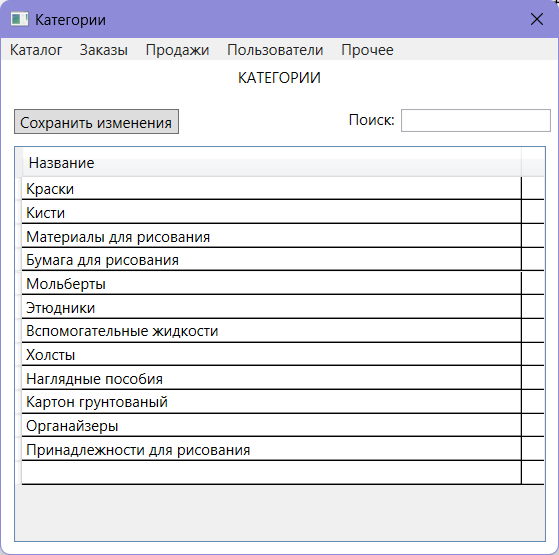 Категории
Каталог Заказы Продажи Пользователи Прочее
КАТЕГОРИИ
Сохранить изменения Поиск:
Название
Краски
Кисти
Материалы для рисования
Бумага для рисования
Мольберты
Этюдники
Вспомогательные жидкости
Холсты
Наглядные пособия
Картон грунтованый
Органайзеры
Принадлежности для рисования